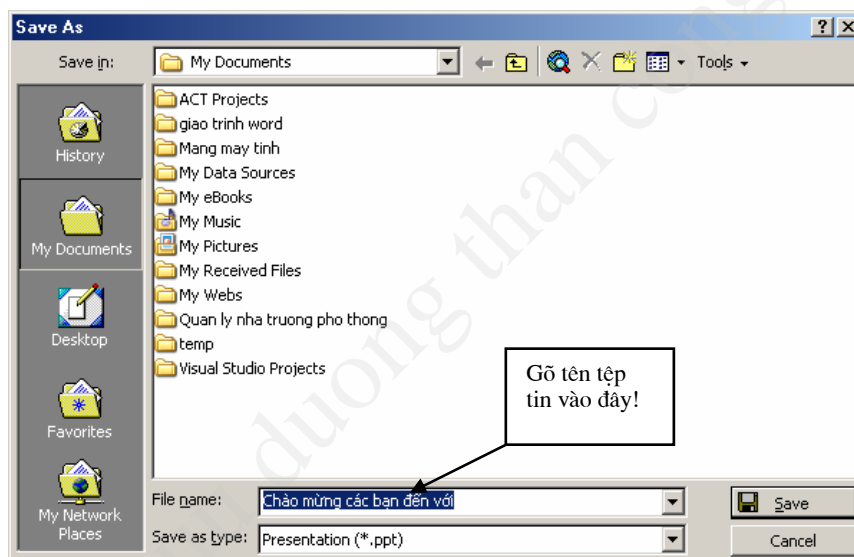 Save As
Save in:
My Documents
Tools
History
My Documents
Desktop
Favorites
My Network
Places
ACT Projects
giao trinh word
Mang may tinh
My Data Sources
My eBooks
My Music
My Pictures
My Received Files
My Webs
Quan ly nha truong pho thong
temp
Visual Studio Projects
Gõ tên tệp
tin vào đây!
File name:
Chào mừng các bạn đến với
Save
Save as type:
Presentation (*.ppt)
Cancel
duong than cong